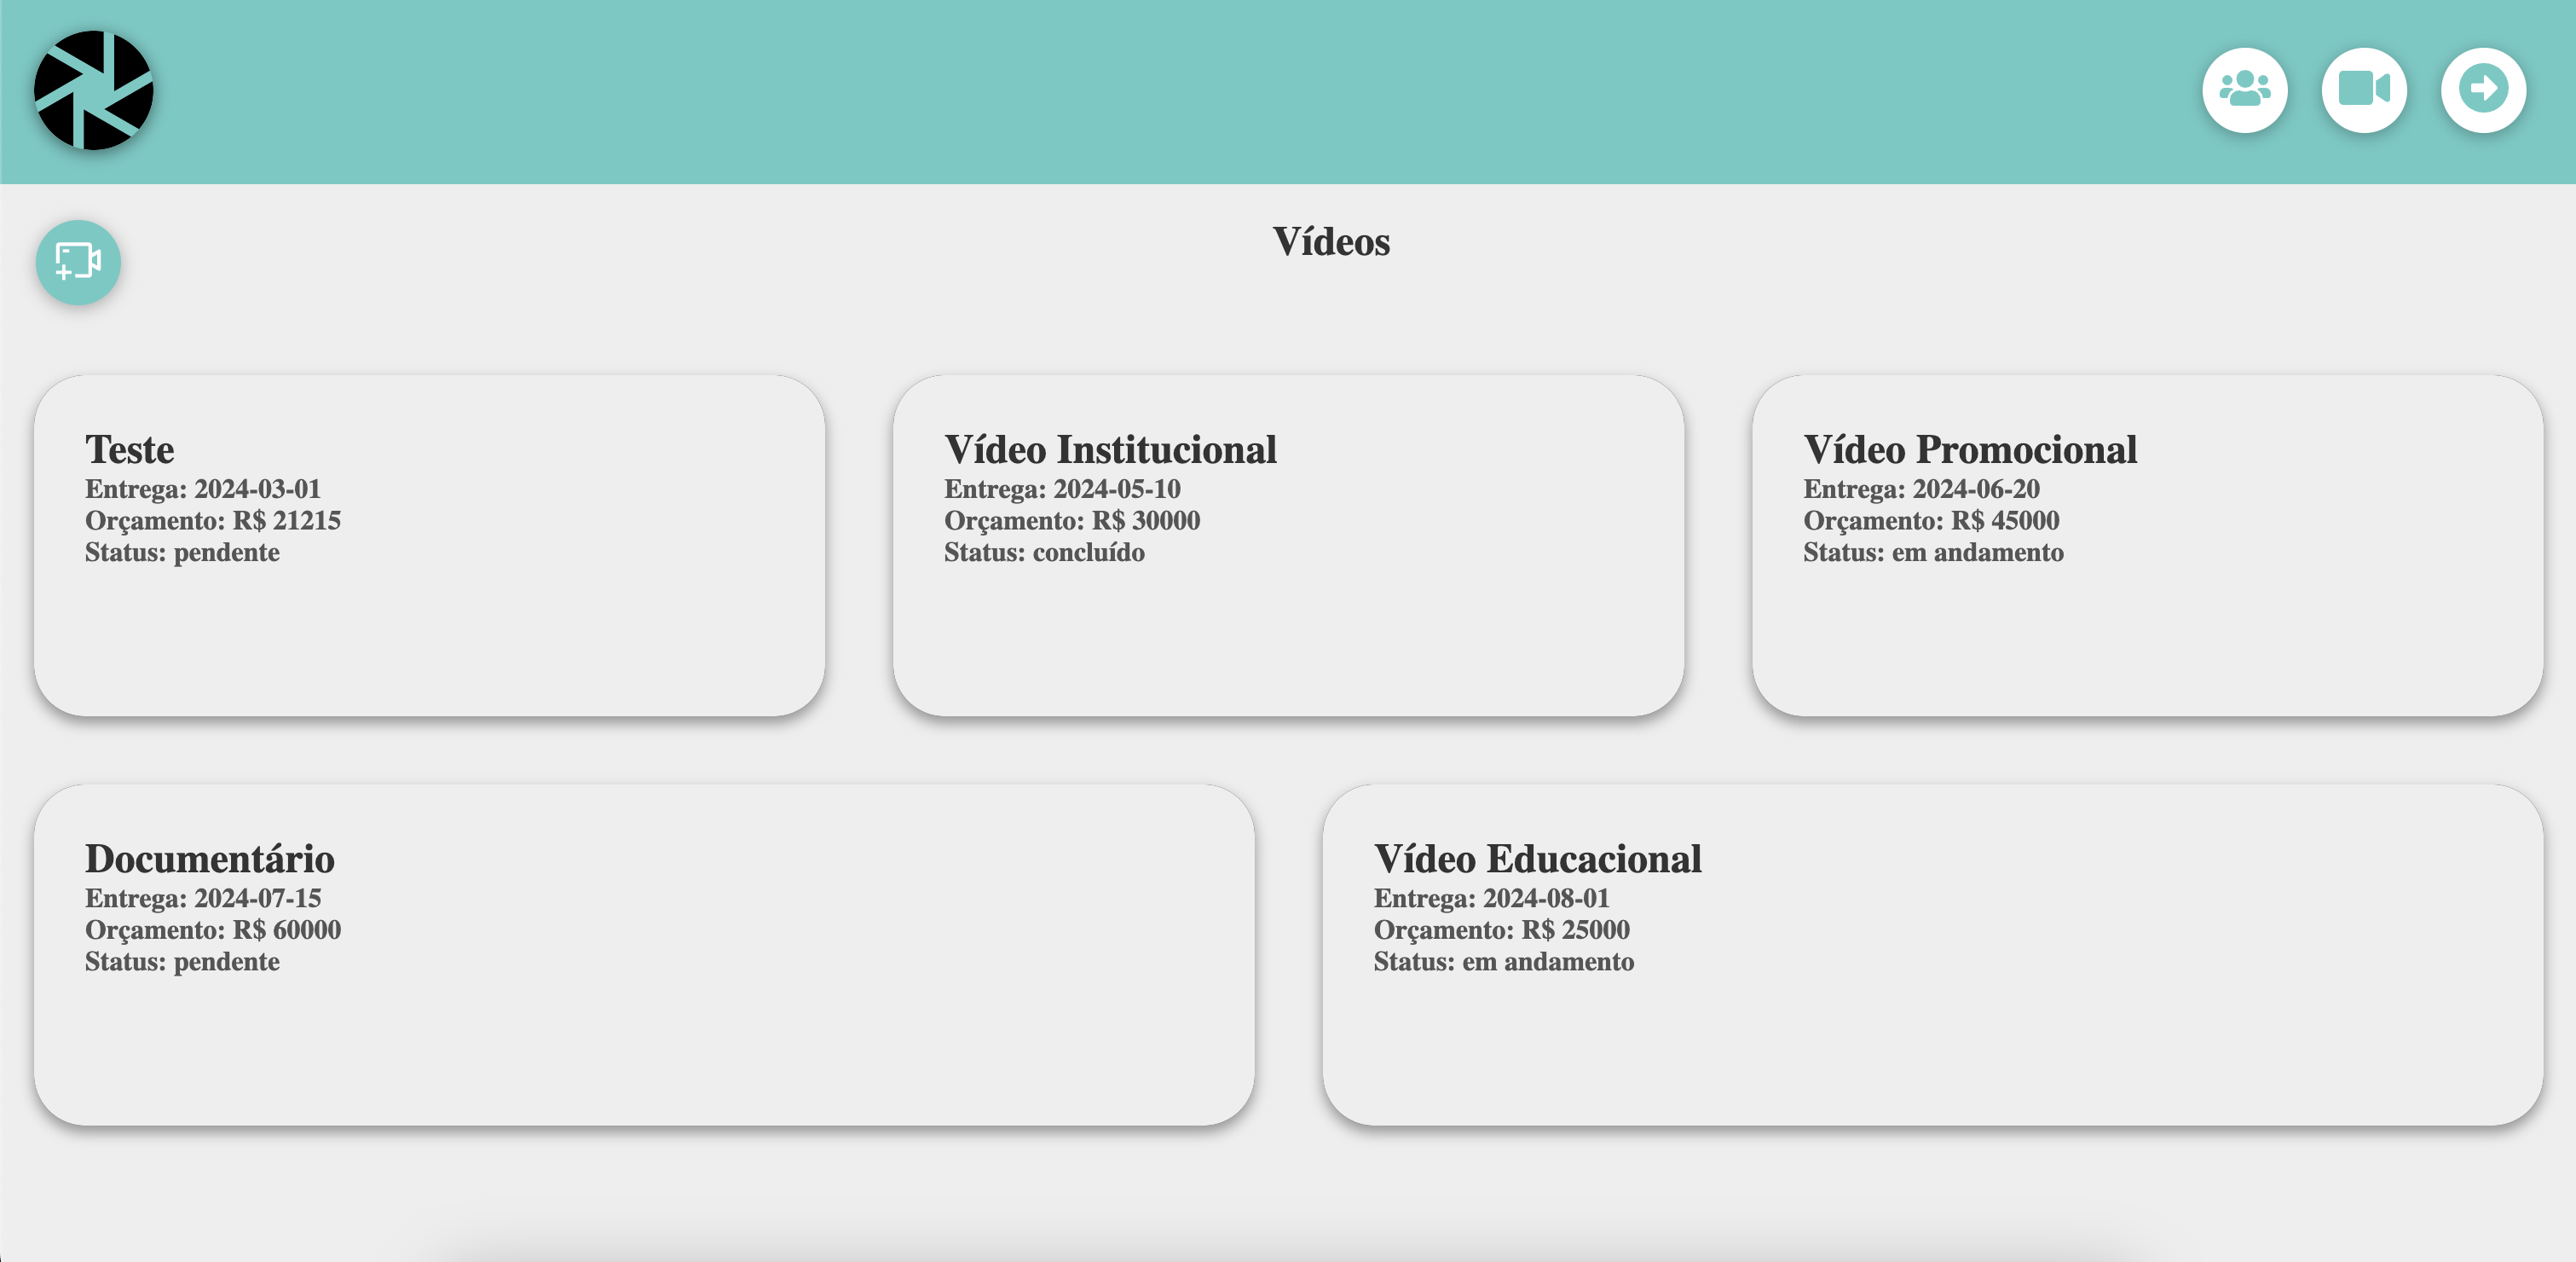 Vídeos
Teste
Entrega: 2024-03-01
Orçamento: R$ 21215
Status: pendente
Vídeo Institucional
Entrega: 2024-05-10
Orçamento: R$ 30000
Status: concluído
Vídeo Promocional
Entrega: 2024-06-20
Orçamento: R$ 45000
Status: em andamento
Documentário
Entrega: 2024-07-15
Orçamento: R$ 60000
Status: pendente
Vídeo Educacional
Entrega: 2024-08-01
Orçamento: R$ 25000
Status: em andamento